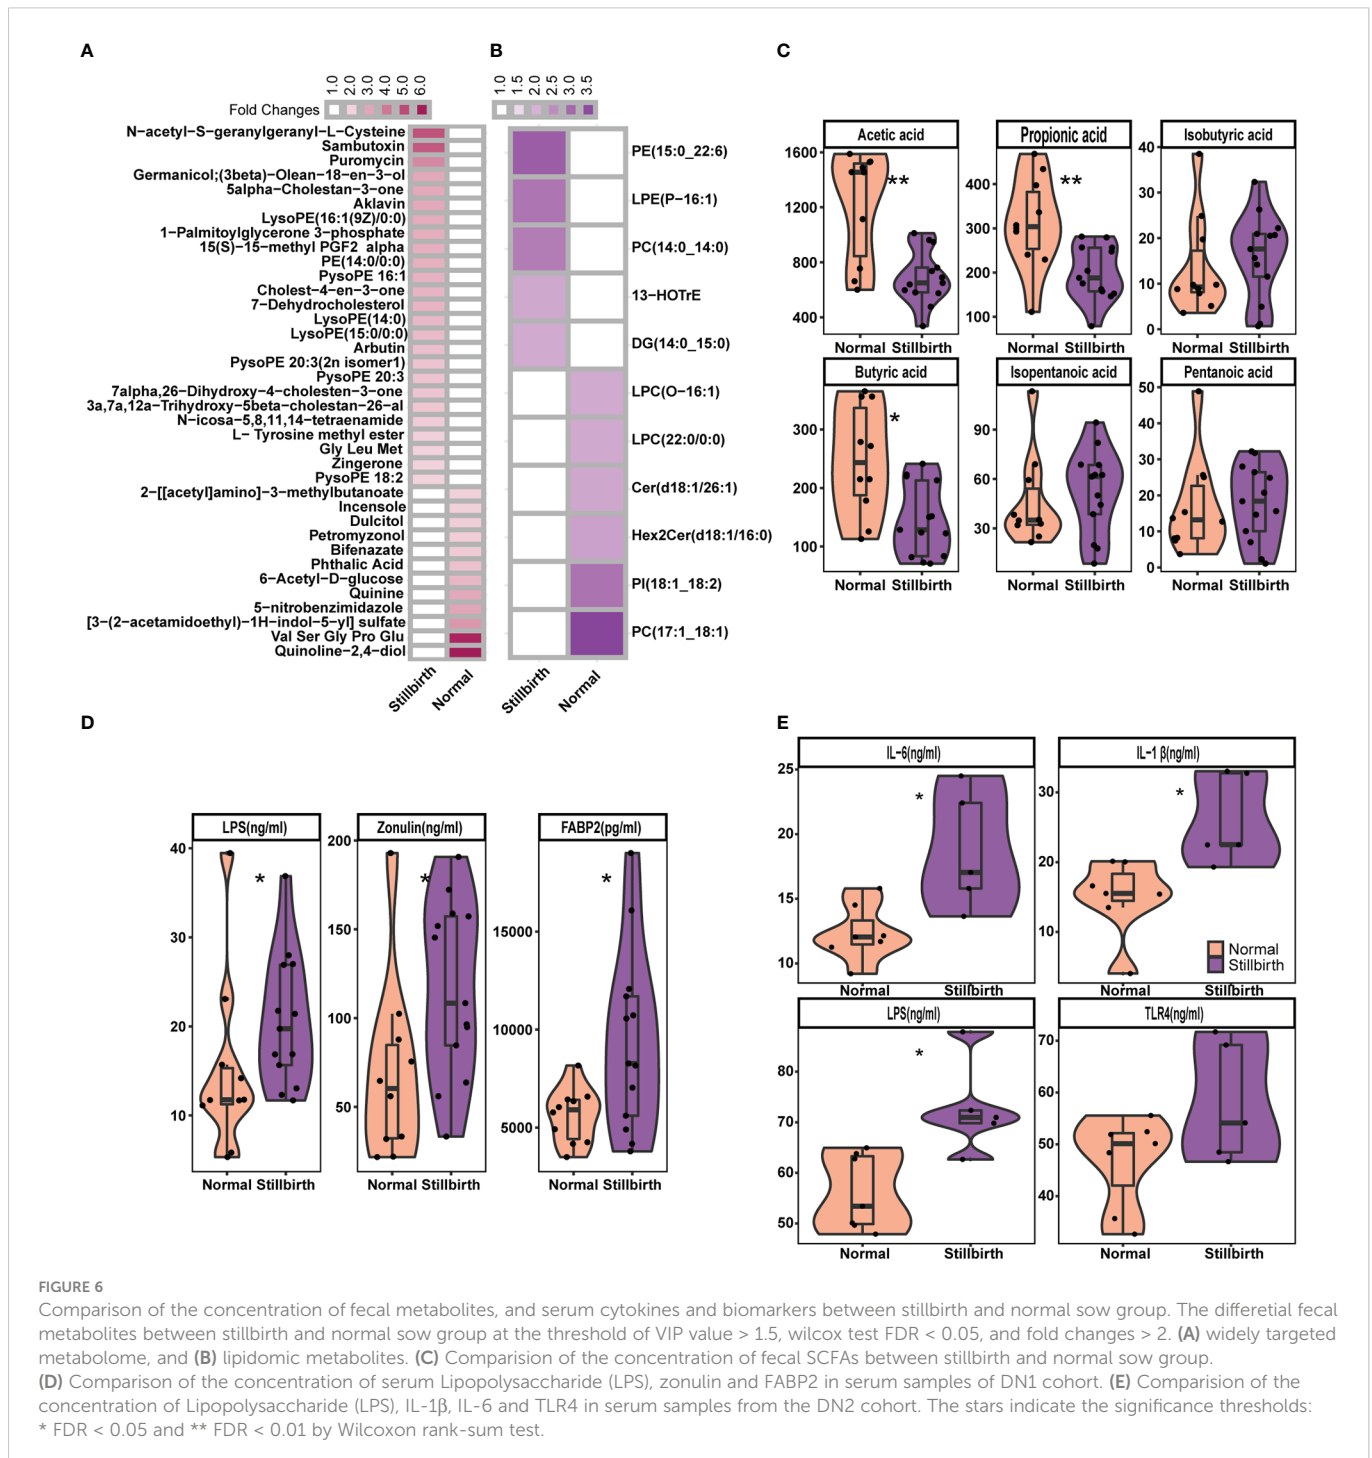 A
B
C
Fold Changes
1.0 2.0 3.0 4.0 5.0 6.0
1.0 1.5 2.0 2.5 3.0 3.5
N-acetyl-S-geranylgeranyl-L-Cysteine
Sambutoxin
Puromycin
Germanicol;(3beta)-Olean-18-en-3-ol
5alpha-Cholestan-3-one
Aklavin
LysoPE(16:1(9Z)/0:0)
1-Palmitoylglycerone 3-phosphate
15(S)-15-methyl PGF2 alpha
PE(14:0/0:0)
PysoPE 16:1
Cholest-4-en-3-one
7-Dehydrocholesterol
LysoPE(14:0)
LysoPE(15:0/0:0)
Arbutin
PysoPE 20:3(2n isomer1)
PysoPE 20:3
7alpha,26-Dihydroxy-4-cholesten-3-one
3a,7a,12a-Trihydroxy-5beta-cholestan-26-al
N-icosa-5,8,11,14-tetraenamide
L- Tyrosine methyl ester
Gly Leu Met
Zingerone
PysoPE 18:2
2-[[acetyl]amino]-3-methylbutanoate
Incensole
Dulcitol
Petromyzonol
Bifenazate
Phthalic Acid
6-Acetyl-D-glucose
Quinine
5-nitrobenzimidazole
[3-(2-acetamidoethyl)-1H-indol-5-yl] sulfate
Val Ser Gly Pro Glu
Quinoline-2,4-diol
Stillbirth Normal
PE(15:0_22:6)
LPE(P-16:1)
PC(14:0_14:0)
13-HOTrE
DG(14:0_15:0)
LPC(O-16:1)
LPC(22:0/0:0)
Cer(d18:1/26:1)
Hex2Cer(d18:1/16:0)
PI(18:1_18:2)
PC(17:1_18:1)
Stillbirth Normal
Acetic acid
1600
1200
800
400
**
Normal Stillbirth
Propionic acid
400
300
200
100
**
Normal Stillbirth
Isobutyric acid
40
30
20
10
0
Normal Stillbirth
Butyric acid
300
200
100
*
Normal Stillbirth
Isopentanoic acid
90
60
30
Normal Stillbirth
Pentanoic acid
50
40
30
20
10
0
Normal Stillbirth
D
LPS(ng/ml)
40
30
20
10
*
Normal Stillbirth
Zonulin(ng/ml)
200
150
100
50
*
Normal Stillbirth
FABP2(pg/ml)
15000
10000
5000
*
Normal Stillbirth
E
IL-6(ng/ml)
25
20
15
10
*
Normal Stillbirth
IL-1 β(ng/ml)
30
20
10
*
Normal
Stillbirth
Normal Stillbirth
LPS(ng/ml)
80
70
60
50
*
Normal Stillbirth
TLR4(ng/ml)
70
60
50
40
Normal Stillbirth
FIGURE 6
Comparison of the concentration of fecal metabolites, and serum cytokines and biomarkers between stillbirth and normal sow group. The differetial fecal
metabolites between stillbirth and normal sow group at the threshold of VIP value > 1.5, wilcox test FDR < 0.05, and fold changes > 2. (A) widely targeted
metabolome, and (B) lipidomic metabolites. (C) Comparision of the concentration of fecal SCFAs between stillbirth and normal sow group.
(D) Comparison of the concentration of serum Lipopolysaccharide (LPS), zonulin and FABP2 in serum samples of DN1 cohort. (E) Comparision of the
concentration of Lipopolysaccharide (LPS), IL-1β, IL-6 and TLR4 in serum samples from the DN2 cohort. The stars indicate the significance thresholds:
* FDR < 0.05 and ** FDR < 0.01 by Wilcoxon rank-sum test.